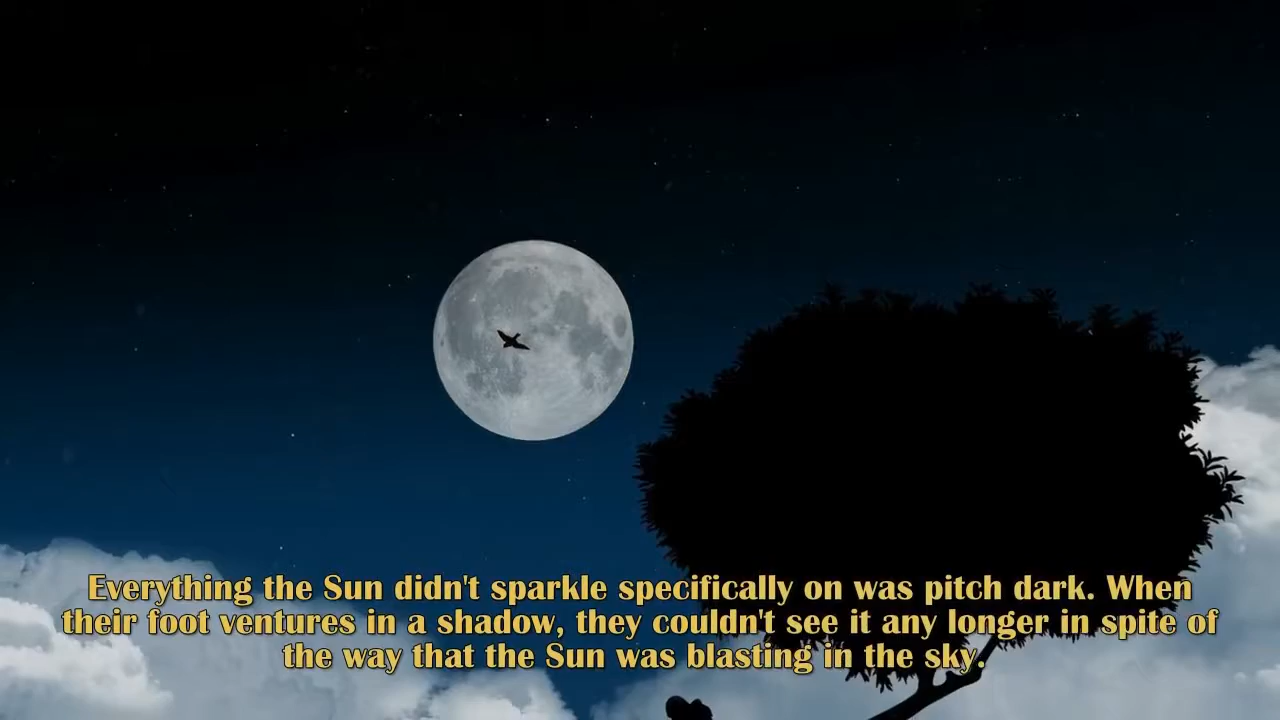 Everything the Sun didn't sparkle specifically on was pitch dark. When
their foot ventures in a shadow, they couldn't see it any longer in spite of
the way that the Sun was blasting in the sky.